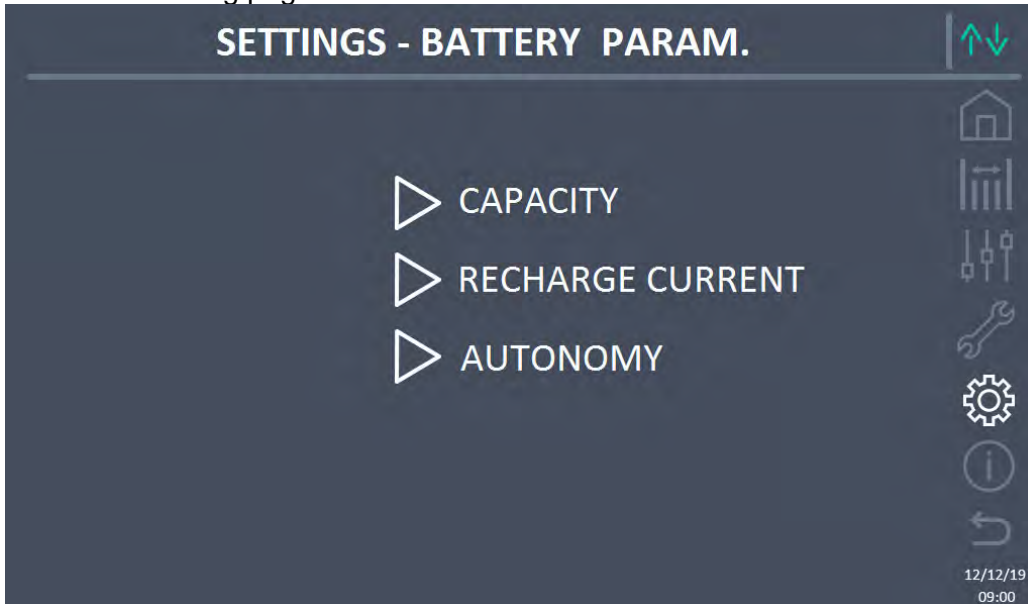 SETTINGS - BATTERY PARAM.
CAPACITY
RECHARGE CURRENT
AUTONOMY
12/12/19
09:00